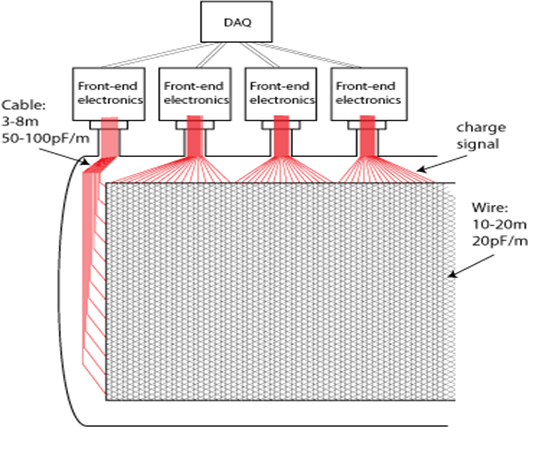 DAQ
Front-end
electronics
Front-end
electronics
Front-end
electronics
Front-end
electronics
Cable:
3-8m
50-100pF/m
charge
signal
Wire:
10-20m
20pF/m